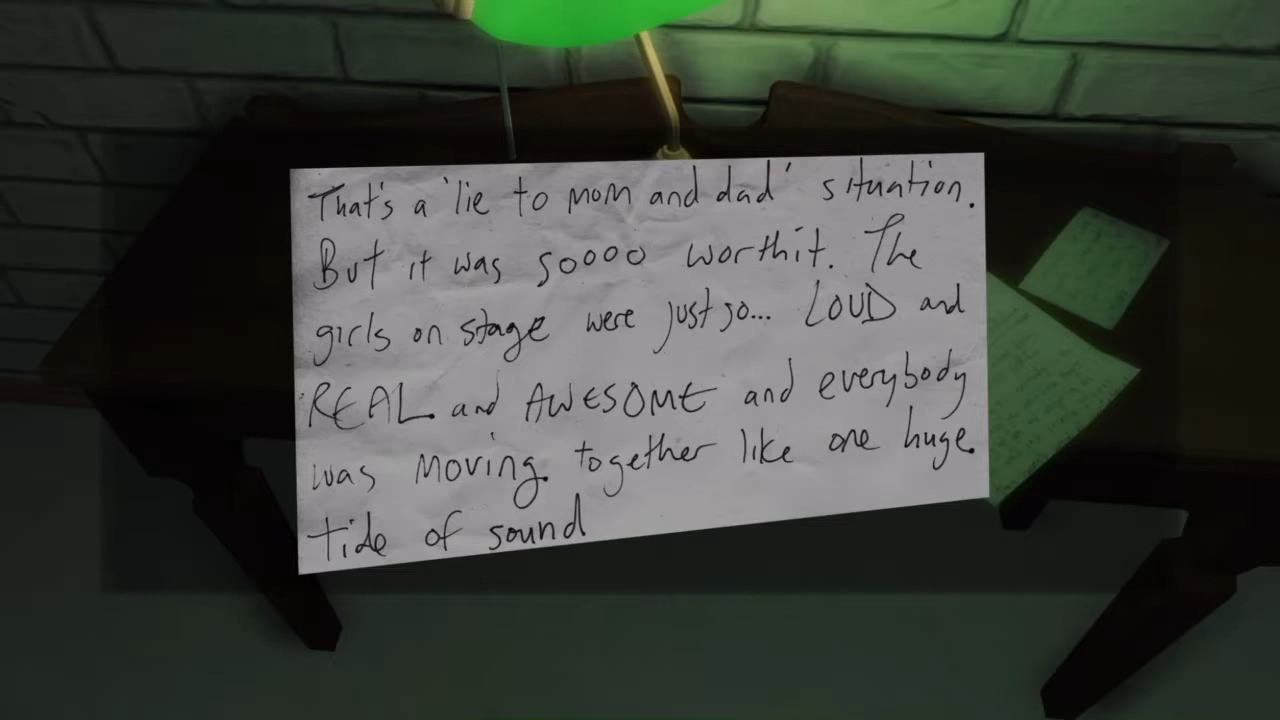 That's a 'lie to mom and dad' situation.
But it was soooo worthit. The
girls on stage were just so... LOUD and
REAL and AWESOME and everybody
was moving together like one huge
tide of sound